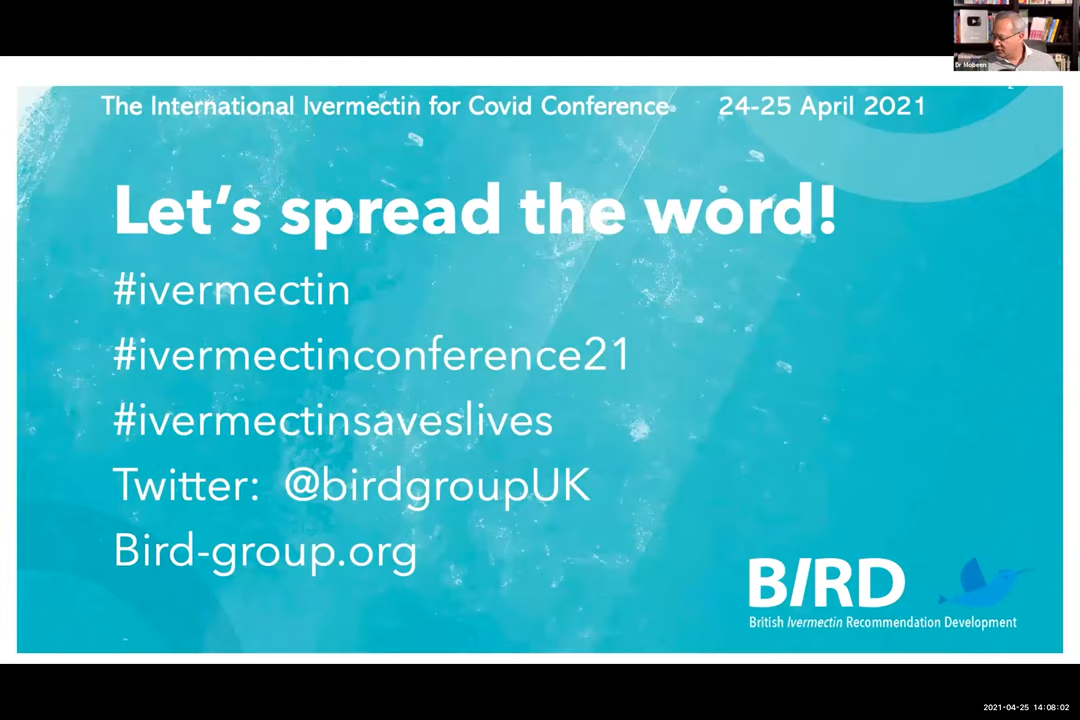 Dr Mobeen
The International Ivermectin for Covid Conference 24-25 April 2021
Let's spread the word!
#ivermectin
#ivermectinconference21
#ivermectinsaveslives
Twitter: @birdgroupUK
Bird-group.org
BIRD
British Ivermectin Recommendation Development
2021-04-25 14:08:02